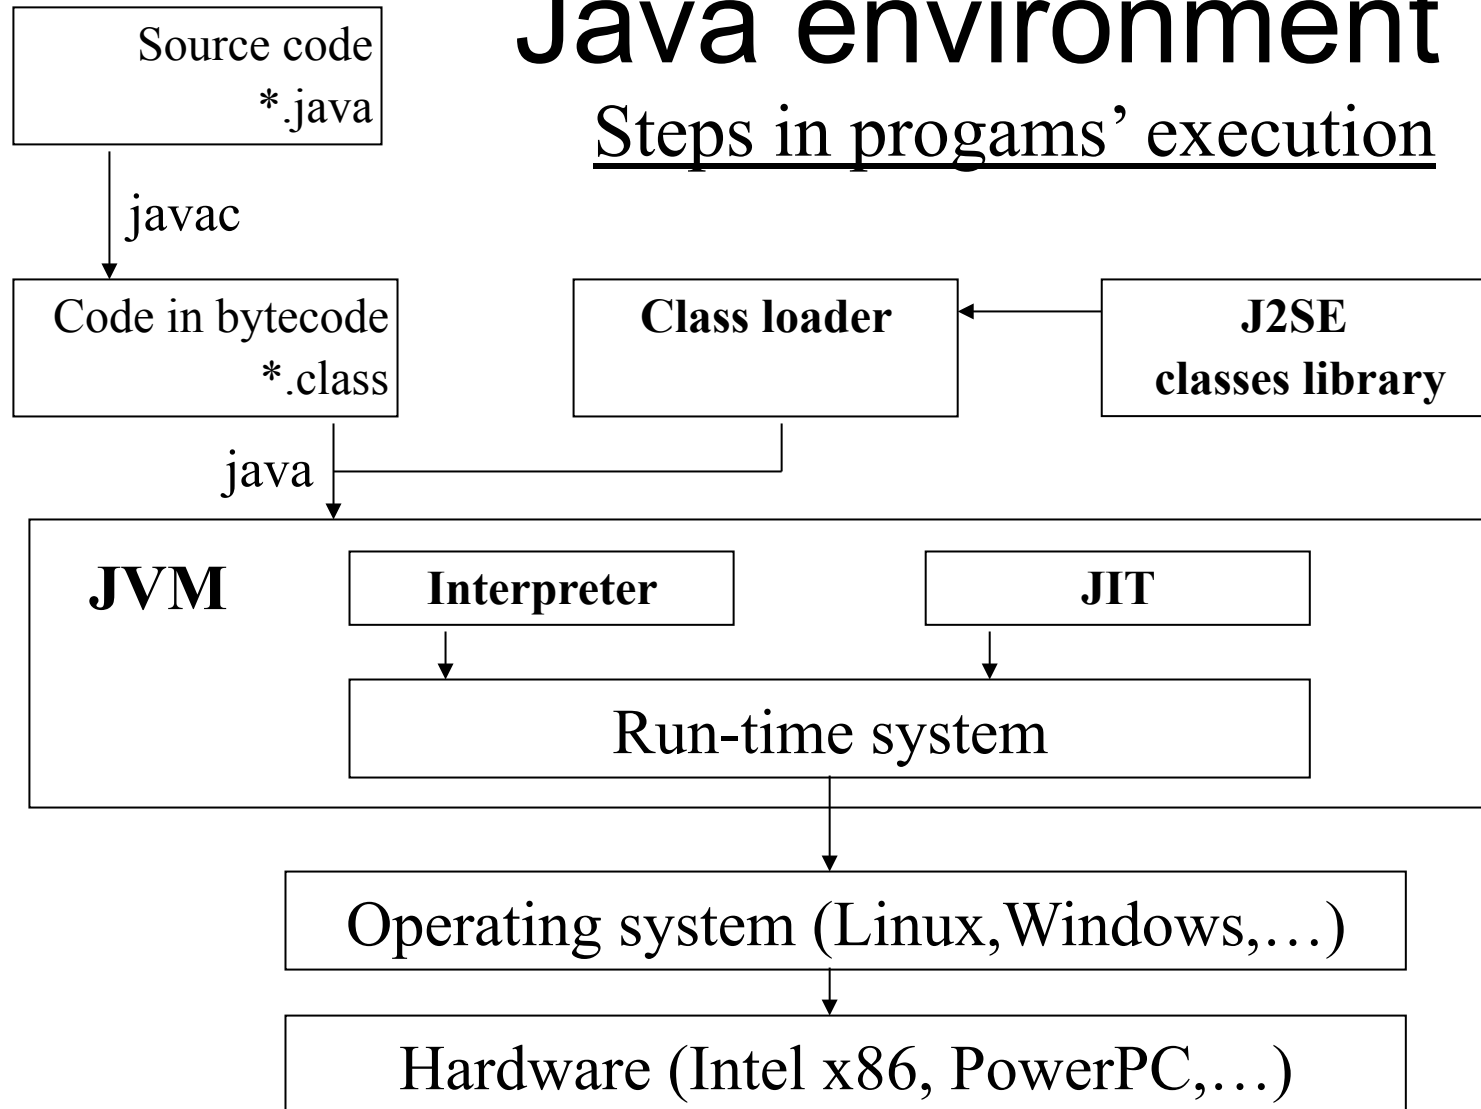 Java environment
Steps in progams’ execution
Source code
*.java
javac
Code in bytecode
*.class
Class loader
J2SE
classes library
java
JVM
Interpreter
JIT
Run-time system
Operating system (Linux,Windows,…)
Hardware (Intel x86, PowerPC,…)